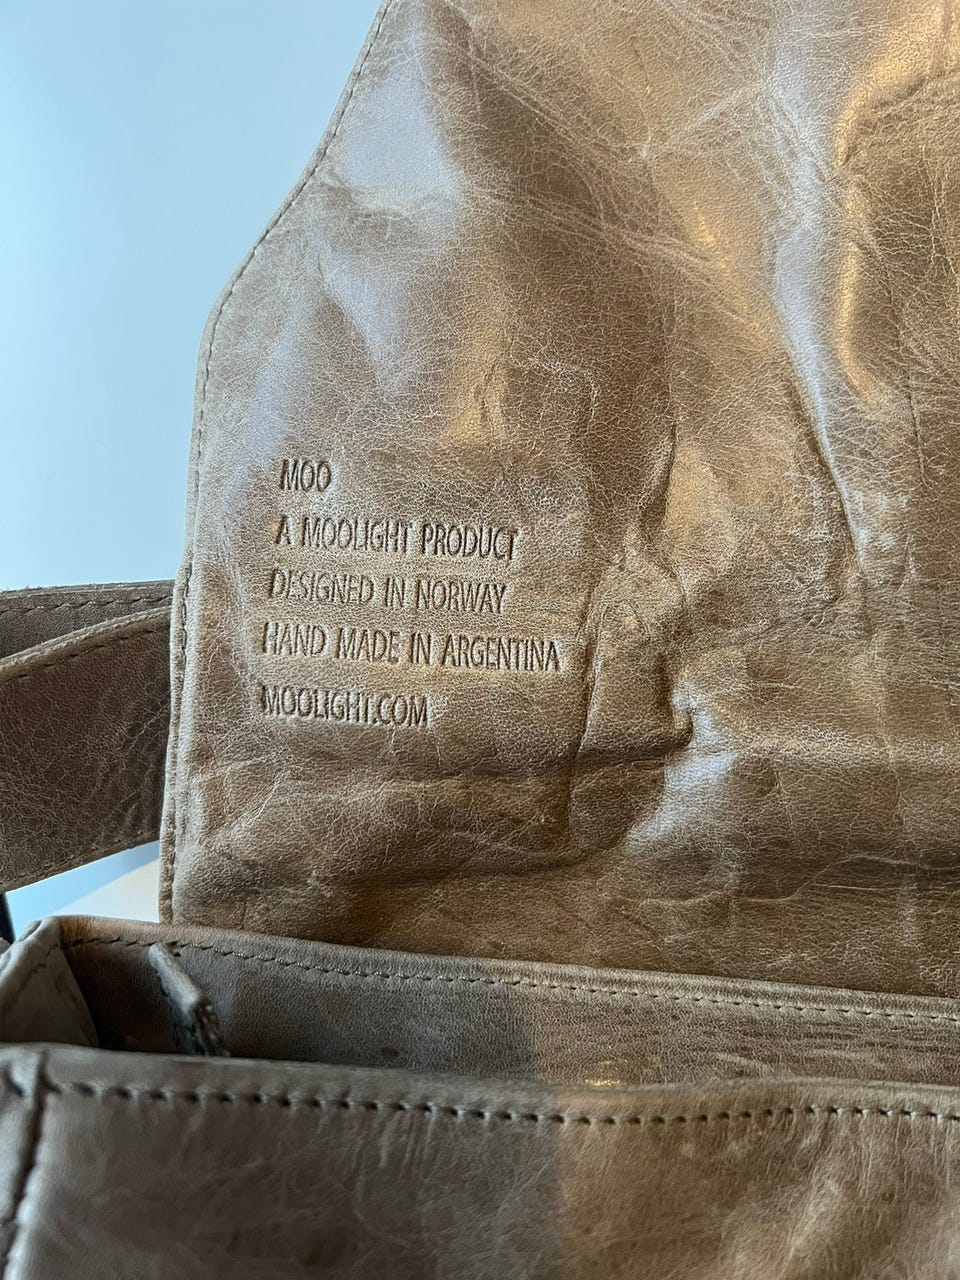 MOO
A MOOLIGHT PRODUCT
DESIGNED IN NORWAY
HAND MADE IN ARGENTINA
MOOLIGHT.COM